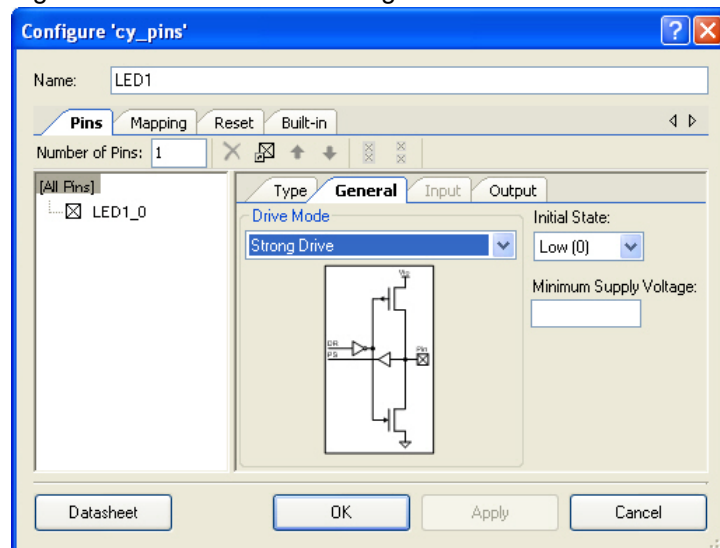 Configure 'cy_pins'
Name: LED1
Pins Mapping Reset Built-in
Number of Pins: 1
[All Pins]
LED1_0
Type General Input Output
Drive Mode
Strong Drive
Initial State:
Low (0)
Minimum Supply Voltage:
Vio
DR
PS
Pin
Datasheet OK Apply Cancel